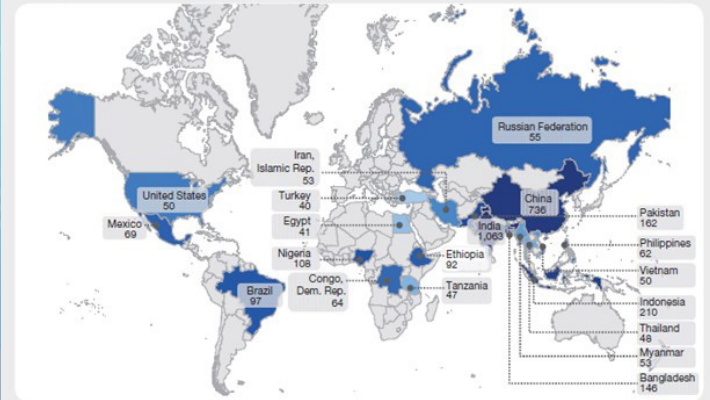 Russian Federation
55
Iran,
Islamic Rep.
53
United States
50
Turkey
40
China
736
Mexico
69
Egypt
41
India
1,063
Pakistan
162
Nigeria
108
Ethiopia
92
Philippines
62
Congo,
Dem. Rep.
64
Tanzania
47
Vietnam
50
Brazil
97
Indonesia
210
Thailand
48
Myanmar
53
Bangladesh
146